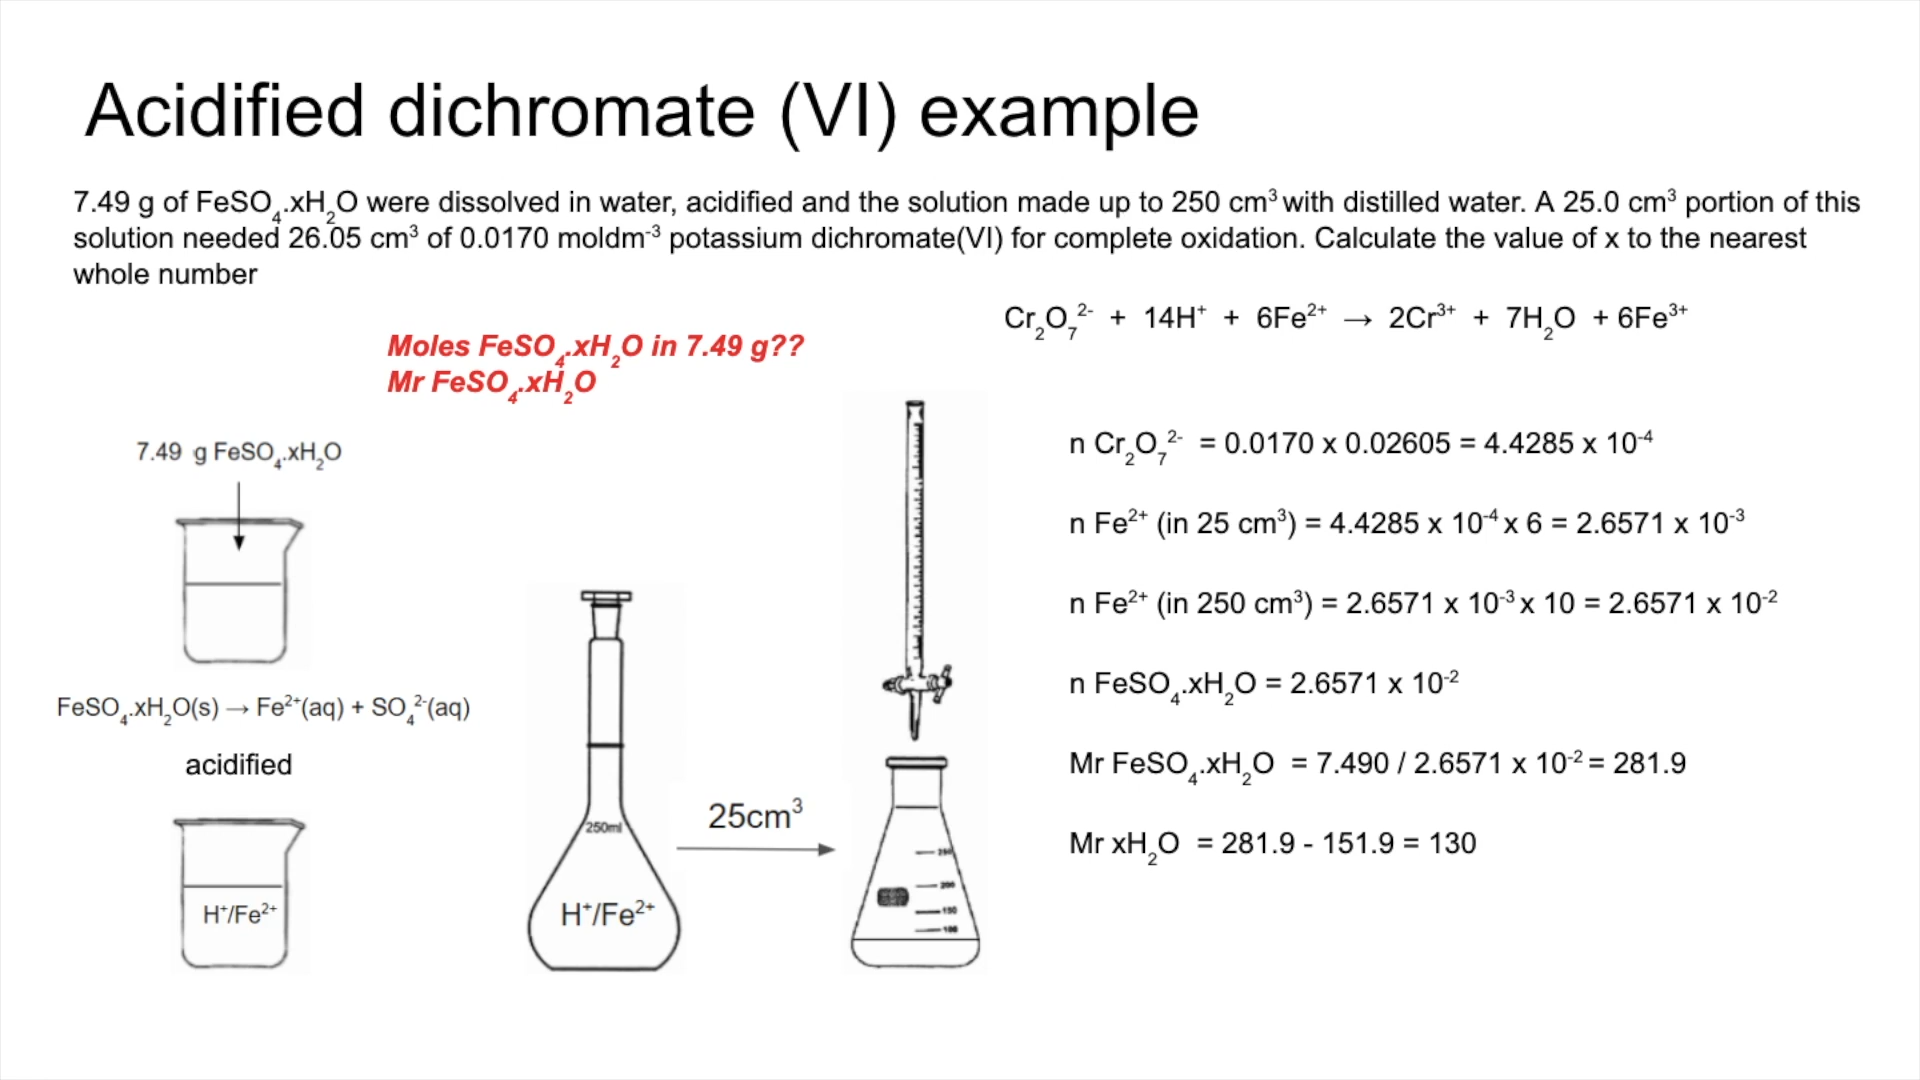 Acidified dichromate (VI) example
7.49 g of FeSO₄.xH₂O were dissolved in water, acidified and the solution made up to 250 cm³ with distilled water. A 25.0 cm³ portion of this
solution needed 26.05 cm³ of 0.0170 moldm⁻³ potassium dichromate(VI) for complete oxidation. Calculate the value of x to the nearest
whole number
Cr₂O₇²⁻ + 14H⁺ + 6Fe²⁺ → 2Cr³⁺ + 7H₂O + 6Fe³⁺
Moles FeSO₄.xH₂O in 7.49 g??
Mr FeSO₄.xH₂O
7.49 g FeSO₄.xH₂O
FeSO₄.xH₂O(s) → Fe²⁺(aq) + SO₄²⁻(aq)
acidified
H⁺/Fe²⁺
250ml
H⁺/Fe²⁺
25cm³
250
200
150
100
n Cr₂O₇²⁻ = 0.0170 x 0.02605 = 4.4285 x 10⁻⁴
n Fe²⁺ (in 25 cm³) = 4.4285 x 10⁻⁴ x 6 = 2.6571 x 10⁻³
n Fe²⁺ (in 250 cm³) = 2.6571 x 10⁻³ x 10 = 2.6571 x 10⁻²
n FeSO₄.xH₂O = 2.6571 x 10⁻²
Mr FeSO₄.xH₂O = 7.490 / 2.6571 x 10⁻² = 281.9
Mr xH₂O = 281.9 - 151.9 = 130